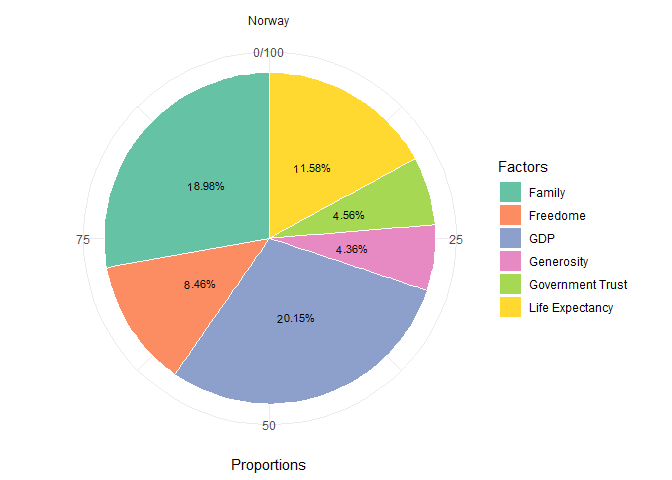 Norway
0/100
11.58%
18.98%
4.56%
75
25
4.36%
8.46%
20.15%
50
Proportions
Factors
Family
Freedome
GDP
Generosity
Government Trust
Life Expectancy